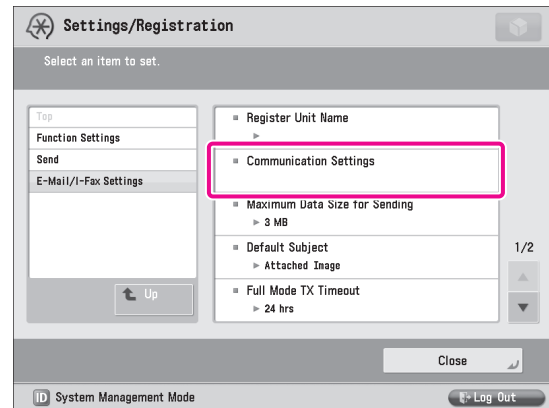 Settings/Registration
Select an item to set.
Top
Function Settings
Send
E-Mail/I-Fax Settings
Up
Register Unit Name
Communication Settings
Maximum Data Size for Sending
3 MB
Default Subject
Attached Image
Full Mode TX Timeout
24 hrs
1/2
Close
ID System Management Mode
Log Out